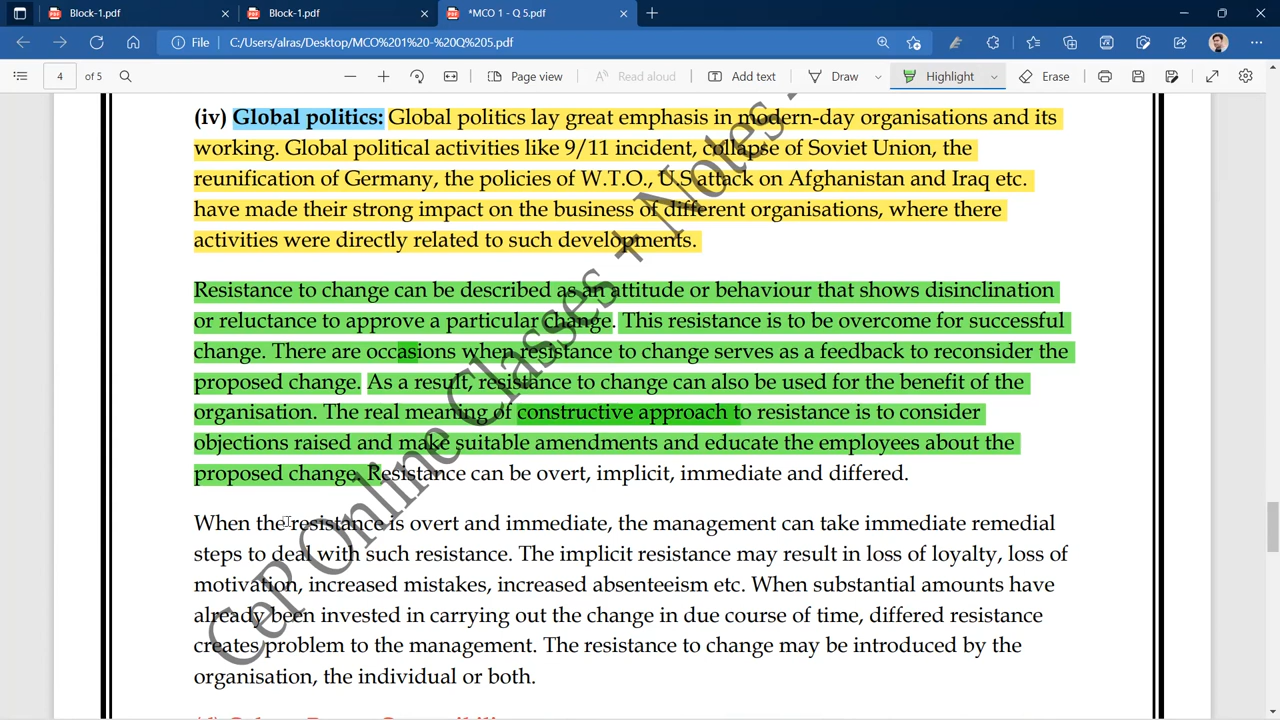 Block-1.pdf
Block-1.pdf
*MCO 1 - Q 5.pdf
File
C:/Users/alras/Desktop/MCO%201%20-%20Q%205.pdf
4 of 5
Page view
Read aloud
Add text
Draw
Highlight
Erase
(iv) Global politics: Global politics lay great emphasis in modern-day organisations and its
working. Global political activities like 9/11 incident, collapse of Soviet Union, the
reunification of Germany, the policies of W.T.O., U.S attack on Afghanistan and Iraq etc.
have made their strong impact on the business of different organisations, where there
activities were directly related to such developments.
Resistance to change can be described as an attitude or behaviour that shows disinclination
or reluctance to approve a particular change. This resistance is to be overcome for successful
change. There are occasions when resistance to change serves as a feedback to reconsider the
proposed change. As a result, resistance to change can also be used for the benefit of the
organisation. The real meaning of constructive approach to resistance is to consider
objections raised and make suitable amendments and educate the employees about the
proposed change. Resistance can be overt, implicit, immediate and differed.
When the resistance is overt and immediate, the management can take immediate remedial
steps to deal with such resistance. The implicit resistance may result in loss of loyalty, loss of
motivation, increased mistakes, increased absenteeism etc. When substantial amounts have
already been invested in carrying out the change in due course of time, differed resistance
creates problem to the management. The resistance to change may be introduced by the
organisation, the individual or both.
CeP Online Classes + Notes